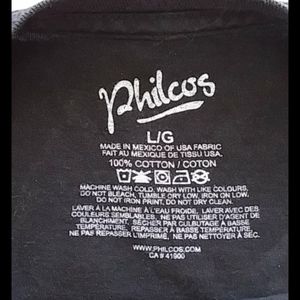 Philcos
L/G
MADE IN MEXICO OF USA FABRIC
FAIT AU MEXIQUE DE TISSU USA.
100% COTTON / COTON
MACHINE WASH COLD, WASH WITH LIKE COLOURS,
DO NOT BLEACH, TUMBLE DRY LOW, IRON ON LOW.
DO NOT IRON PRINT, DO NOT DRY CLEAN.
LAVER À LA MACHINE À L'EAU FROIDE, LAVER AVEC DES
COULEURS SEMBLABLES, NE PAS UTILISER D'AGENT DE
BLANCHIMENT, SÉCHER PAR CULBUTAGE À BASSE
TEMPÉRATURE, REPASSER À BASSE TEMPÉRATURE,
NE PAS REPASSER L'IMPRIMÉ, NE PAS NETTOYER À SEC.
WWW.PHILCOS.COM
CA# 41900